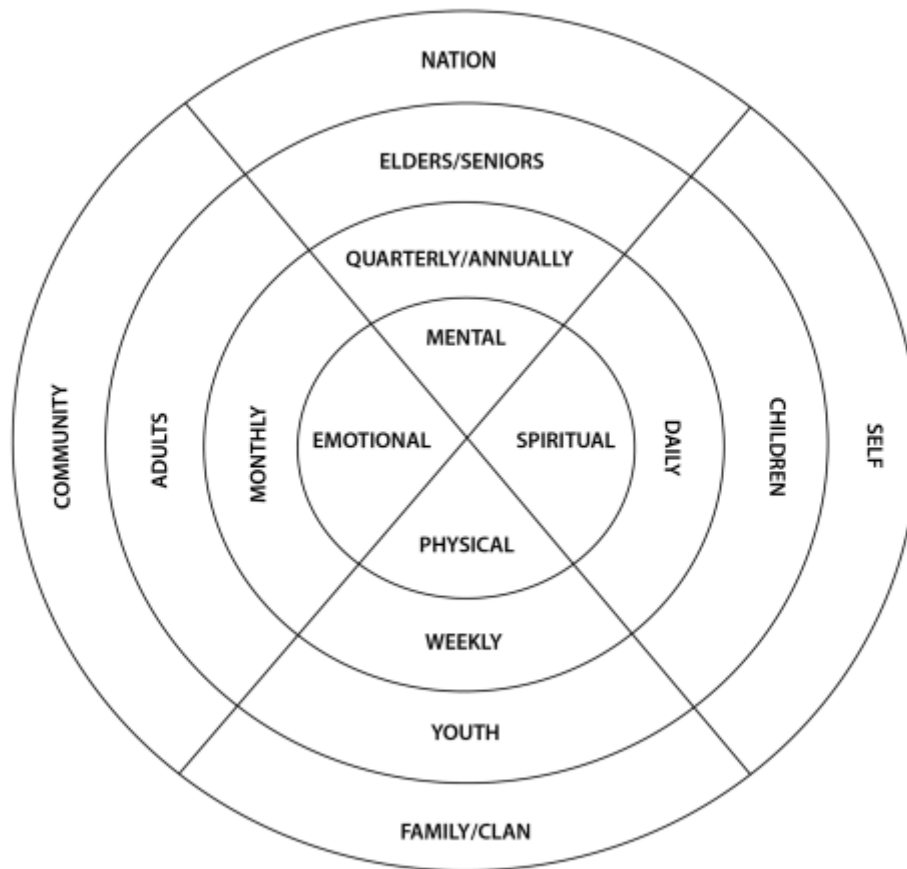 NATION
ELDERS/SENIORS
QUARTERLY/ANNUALLY
MENTAL
COMMUNITY
ADULTS
MONTHLY
EMOTIONAL
SPIRITUAL
DAILY
CHILDREN
SELF
PHYSICAL
WEEKLY
YOUTH
FAMILY/CLAN